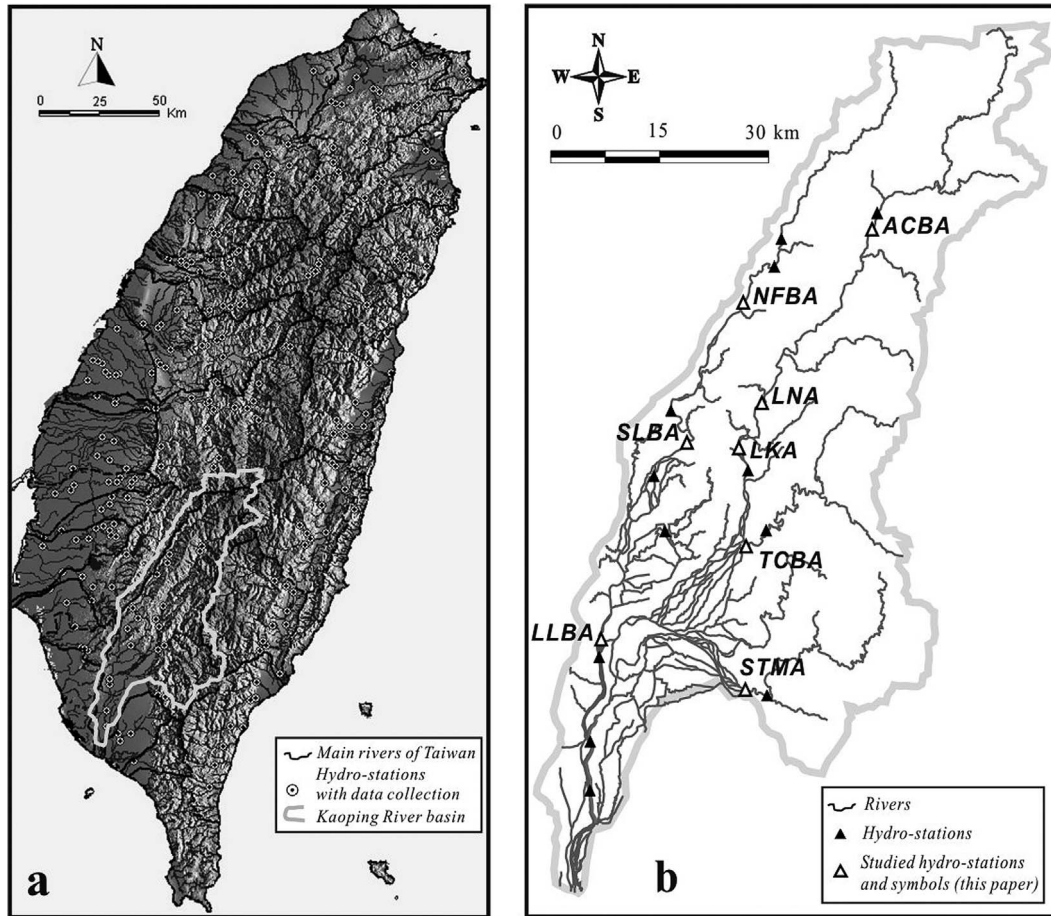 N
0 25 50
Km
Main rivers of Taiwan
Hydro-stations
with data collection
Kaoping River basin
a
N
W E
S
0 15 30 km
ACBA
NFBA
LNA
SLBA
LKA
TCBA
LLBA
STMA
Rivers
Hydro-stations
Studied hydro-stations
and symbols (this paper)
b